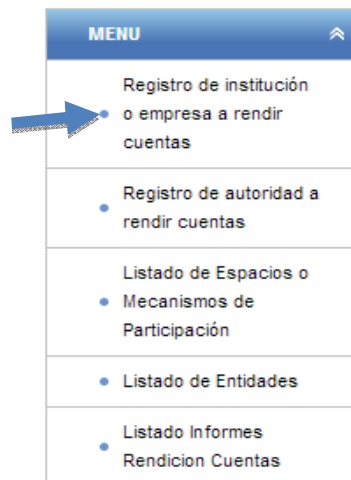 MENU
Registro de institución
o empresa a rendir
cuentas
Registro de autoridad a
rendir cuentas
Listado de Espacios o
Mecanismos de
Participación
Listado de Entidades
Listado Informes
Rendicion Cuentas